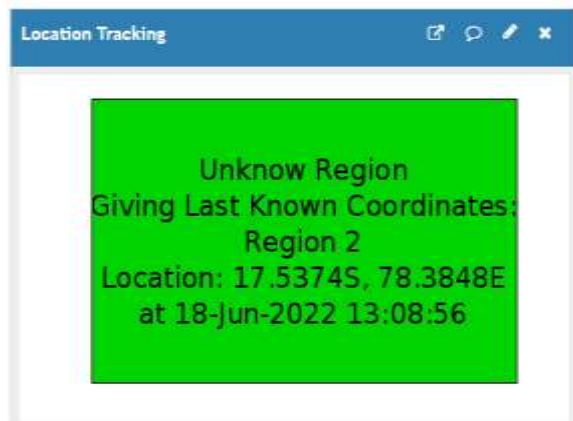 Location Tracking
Unknow Region
Giving Last Known Coordinates:
Region 2
Location: 17.5374S, 78.3848E
at 18-Jun-2022 13:08:56